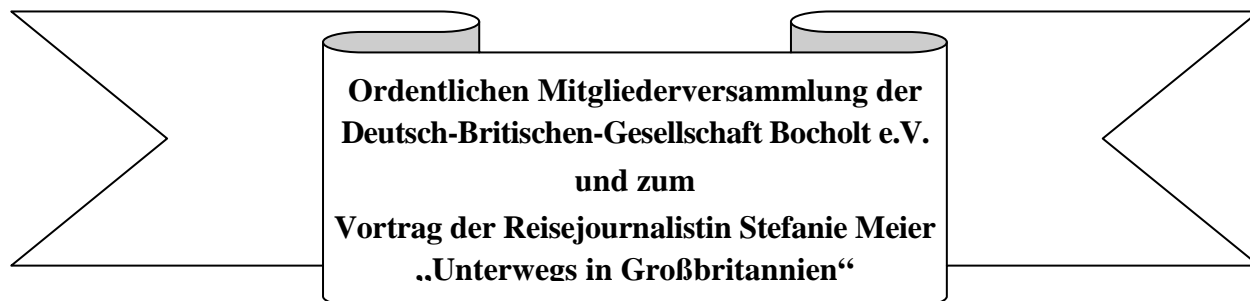 Ordentlichen Mitgliederversammlung der
Deutsch-Britischen-Gesellschaft Bocholt e.V.
und zum
Vortrag der Reisejournalistin Stefanie Meier
„Unterwegs in Großbritannien“